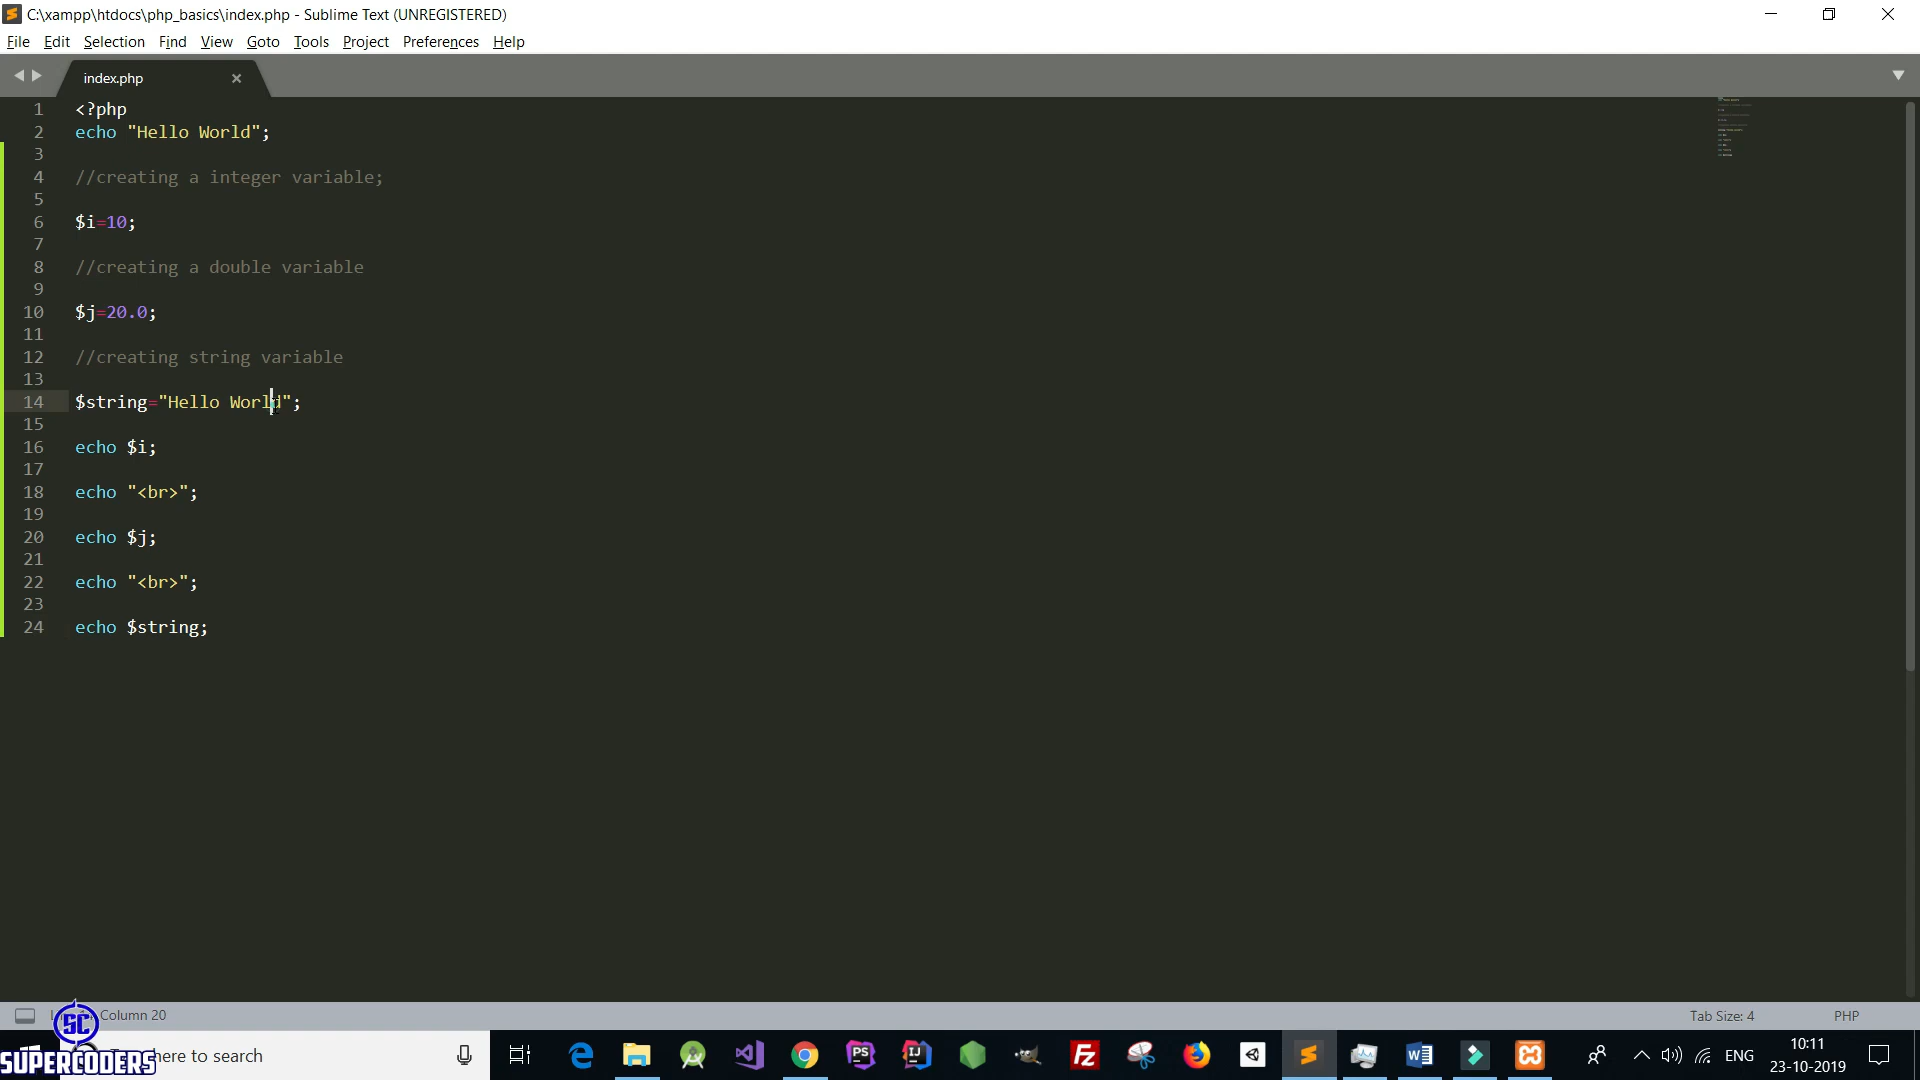 C:\xampp\htdocs\php_basics\index.php - Sublime Text (UNREGISTERED)
File Edit Selection Find View Goto Tools Project Preferences Help
index.php
1 <?php
2 echo "Hello World";
3
4 //creating a integer variable;
5
6 $i=10;
7
8 //creating a double variable
9
10 $j=20.0;
11
12 //creating string variable
13
14 $string="Hello World";
15
16 echo $i;
17
18 echo "<br>";
19
20 echo $j;
21
22 echo "<br>";
23
24 echo $string;
Column 20
Tab Size: 4 PHP
SC
SUPERCODERS
here to search
PS
IJ
Fz
W
ENG
10:11
23-10-2019